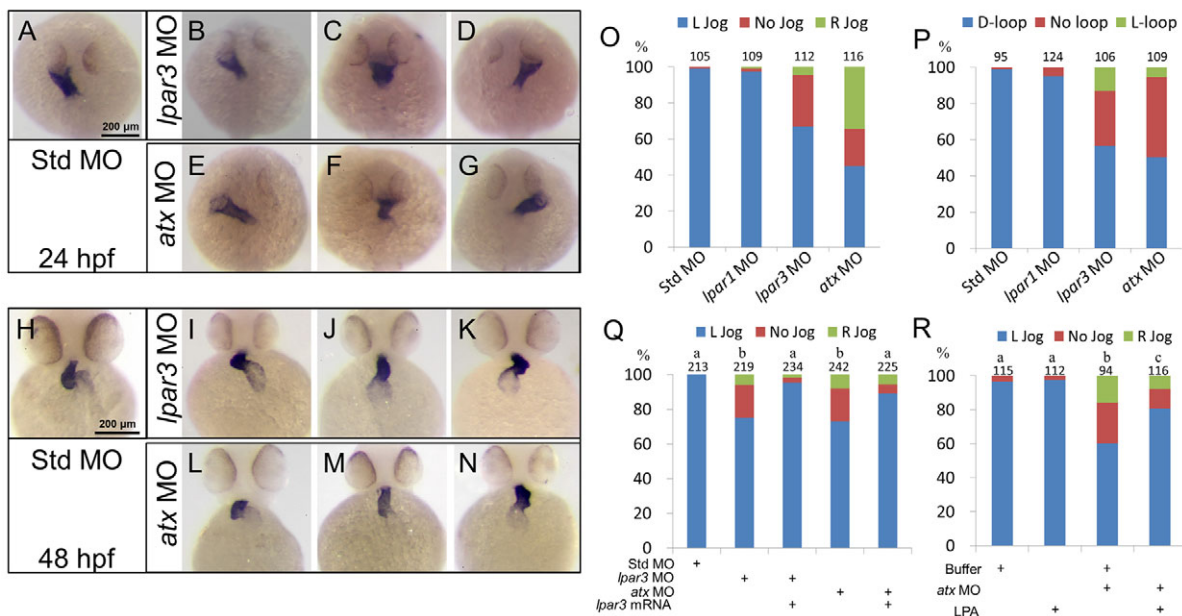 A
B
C
D
lpar3 MO
200 µm
Std MO
24 hpf
E
F
G
atx MO
H
I
J
K
lpar3 MO
200 µm
Std MO
48 hpf
L
M
N
atx MO
O
L Jog No Jog R Jog
%
105 109 112 116
100
80
60
40
20
0
Std MO lpar1 MO lpar3 MO atx MO
P
D-loop No loop L-loop
%
95 124 106 109
100
80
60
40
20
0
Std MO lpar1 MO lpar3 MO atx MO
Q
L Jog No Jog R Jog
%
a b a b a
213 219 234 242 225
100
80
60
40
20
0
Std MO +
lpar3 MO + +
atx MO + +
lpar3 mRNA + +
R
L Jog No Jog R Jog
%
a a b c
115 112 94 116
100
80
60
40
20
0
Buffer + +
atx MO + +
LPA + +